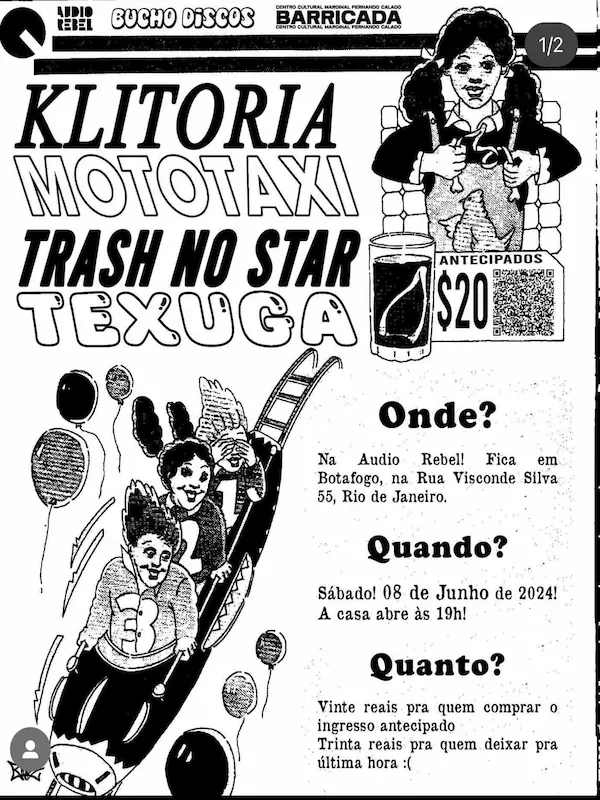 AUDIO REBEL
BUCHO DISCOS
CENTRO CULTURAL MARGINAL FERNANDO CALADO
BARRICADA
CENTRO CULTURAL MARGINAL FERNANDO CALADO
1/2
KLITORIA
MOTOTAXI
TRASH NO STAR
TEXUGA
ANTECIPADOS
$20
1
2
3
Onde?
Na Audio Rebel! Fica em
Botafogo, na Rua Visconde Silva
55, Rio de Janeiro.
Quando?
Sábado! 08 de Junho de 2024!
A casa abre às 19h!
Quanto?
Vinte reais pra quem comprar o
ingresso antecipado
Trinta reais pra quem deixar pra
última hora :(